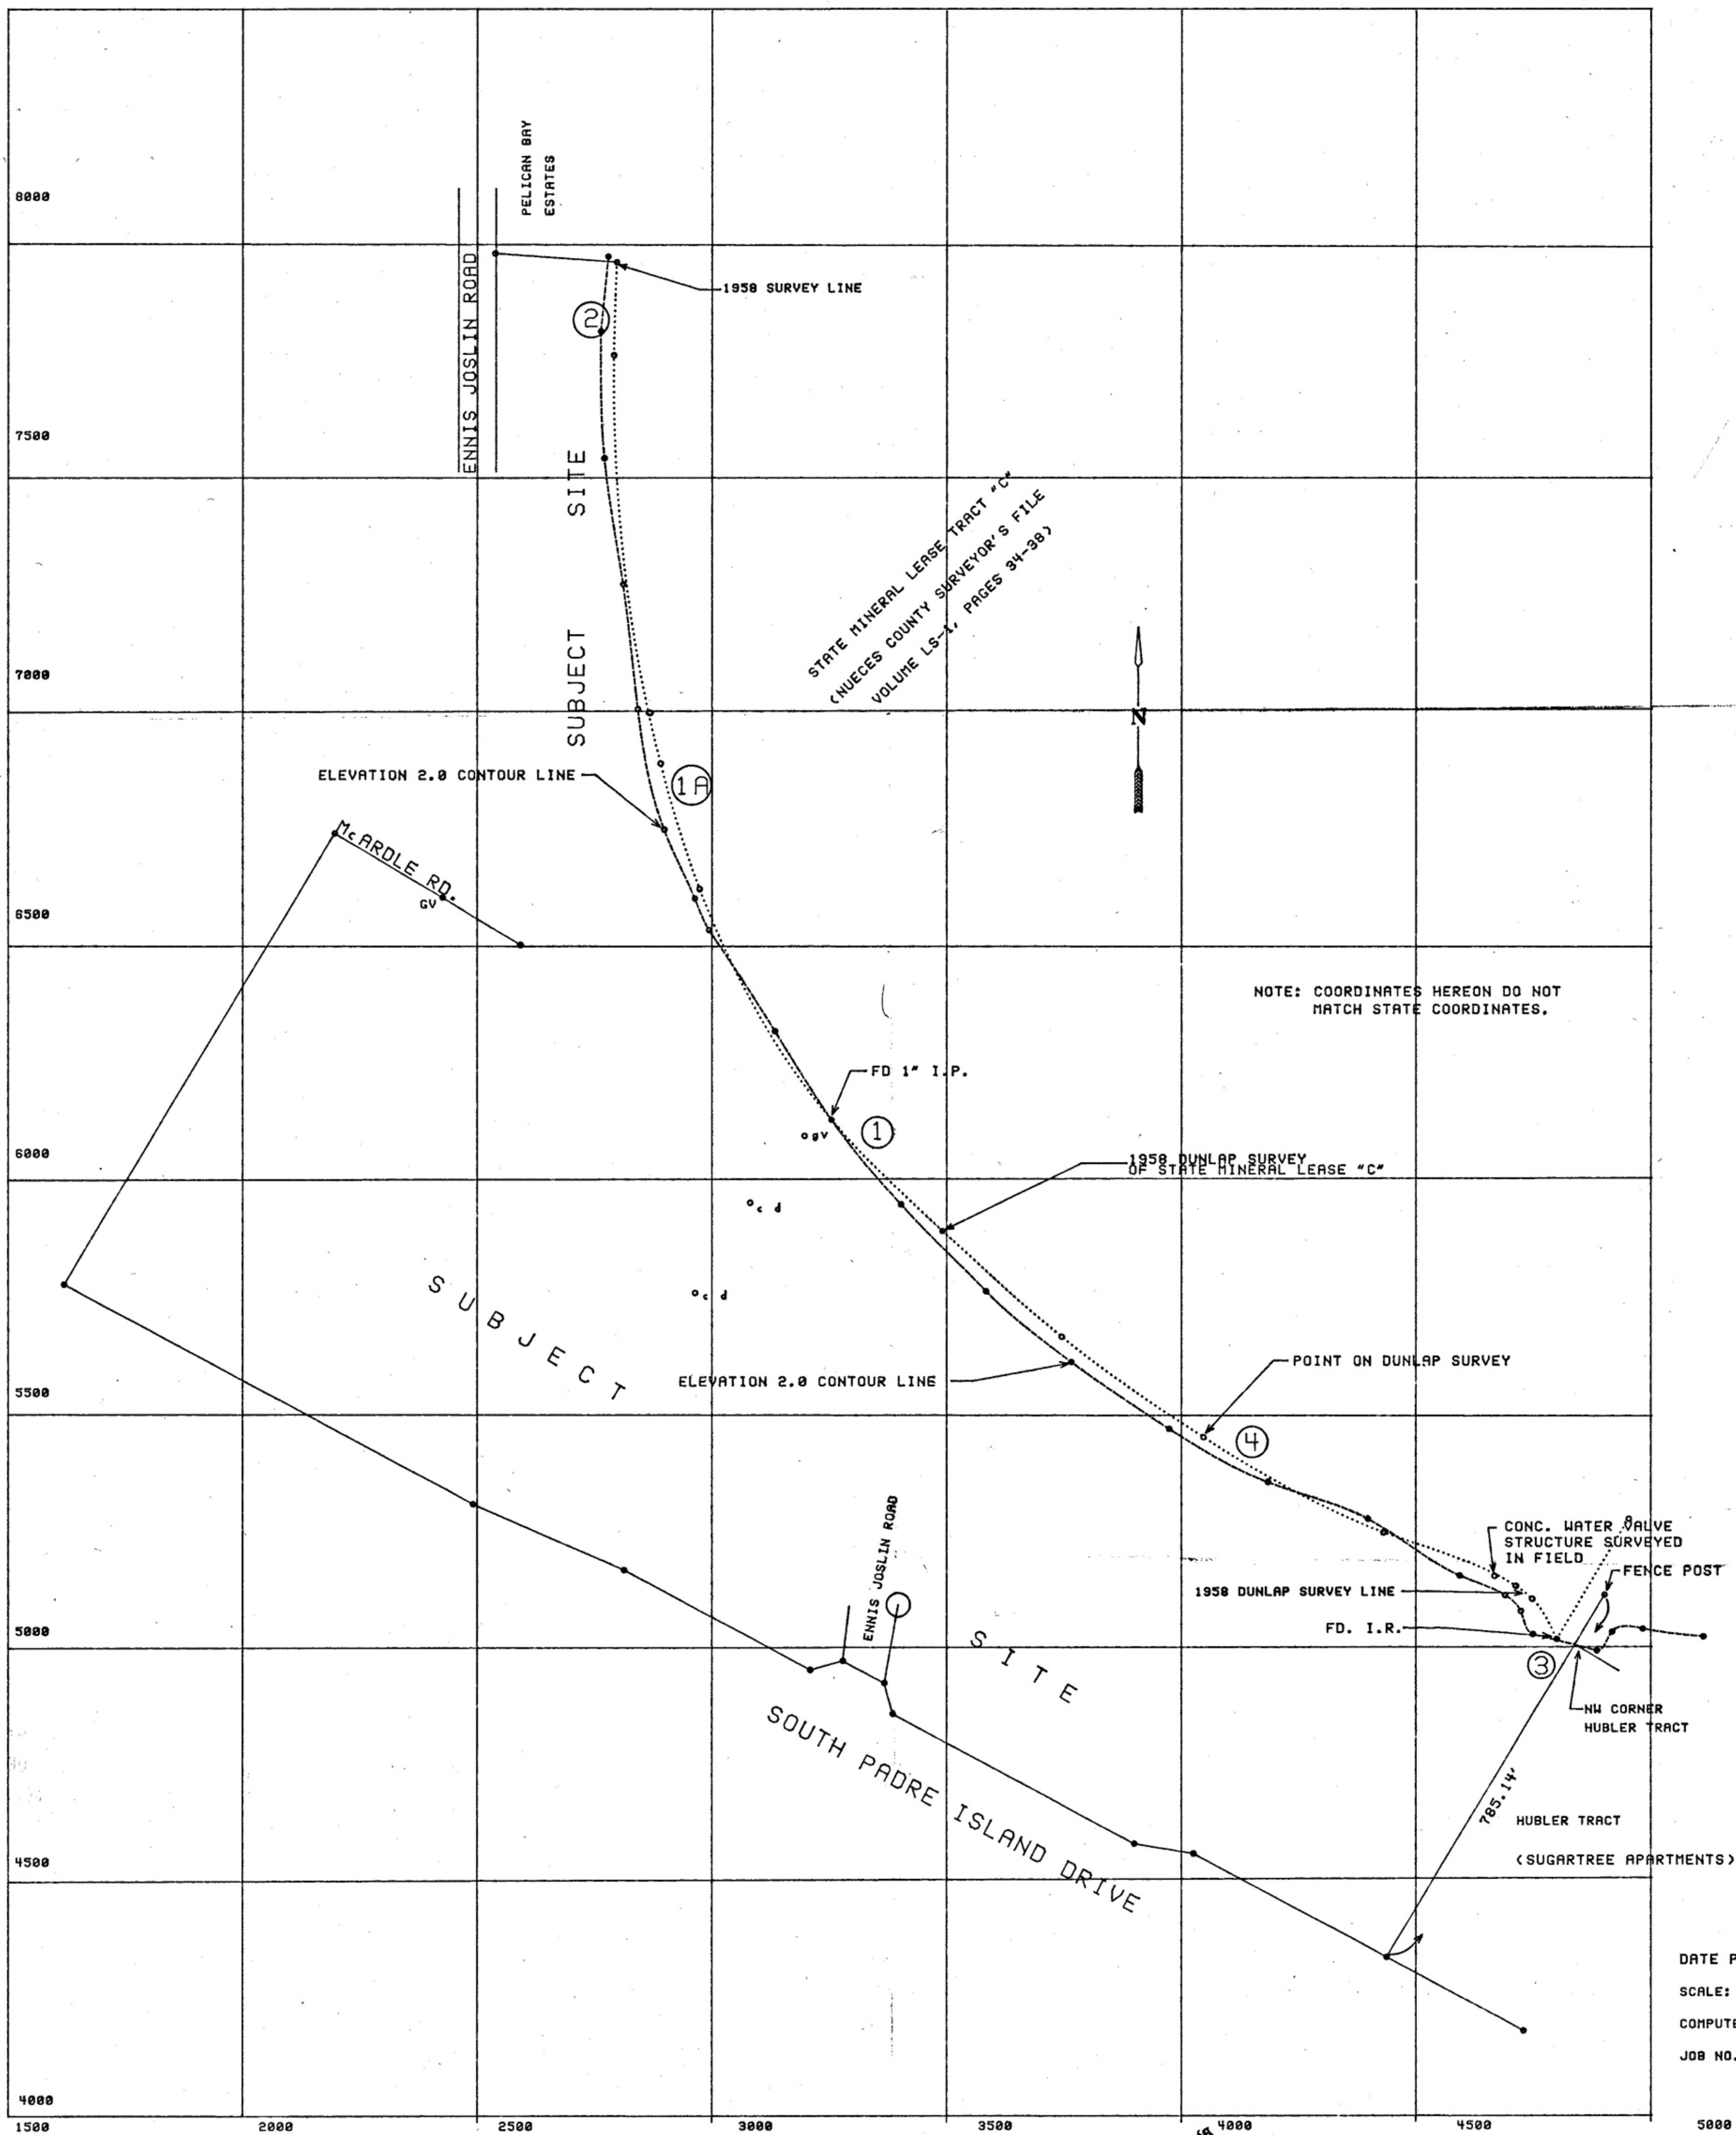 PELICAN BAY
ESTATES
8000
ENNIS JOSLIN ROAD
1958 SURVEY LINE
2
7500
SUBJECT SITE
STATE MINERAL LEASE TRACT "C"
(NUECES COUNTY SURVEYOR'S FILE
VOLUME LS-1, PAGES 34-38)
7000
N
ELEVATION 2.0 CONTOUR LINE
1A
McARDLE RD.
GV
6500
NOTE: COORDINATES HEREON DO NOT
MATCH STATE COORDINATES.
FD 1" I.P.
gv
1
6000
1958 DUNLAP SURVEY
OF STATE MINERAL LEASE "C"
c d
c d
SUBJECT
POINT ON DUNLAP SURVEY
ELEVATION 2.0 CONTOUR LINE
5500
4
ENNIS JOSLIN ROAD
CONC. WATER VALVE
STRUCTURE SURVEYED
IN FIELD
FENCE POST
1958 DUNLAP SURVEY LINE
FD. I.R.
5000
SITE
3
NW CORNER
HUBLER TRACT
SOUTH PADRE ISLAND DRIVE
785.14'
HUBLER TRACT
(SUGARTREE APARTMENTS)
4500
DATE P
SCALE:
COMPUTE
JOB NO.
4000
1500 2000 2500 3000 3500 4000 4500 5000